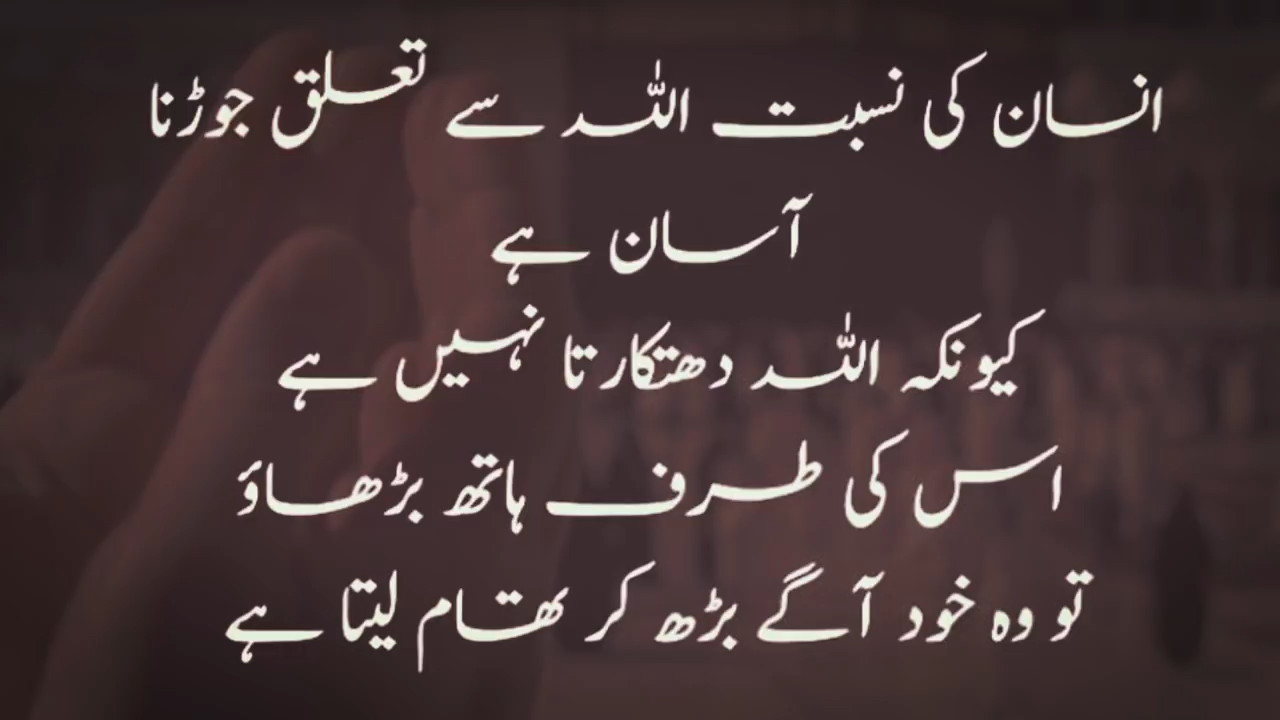 انسان کی نسبت اللہ سے تعلق جوڑنا
آسان ہے
کیونکہ اللہ دھتکارتا نہیں ہے
اس کی طرف ہاتھ بڑھاؤ
تو وہ خود آگے بڑھ کر تھام لیتا ہے